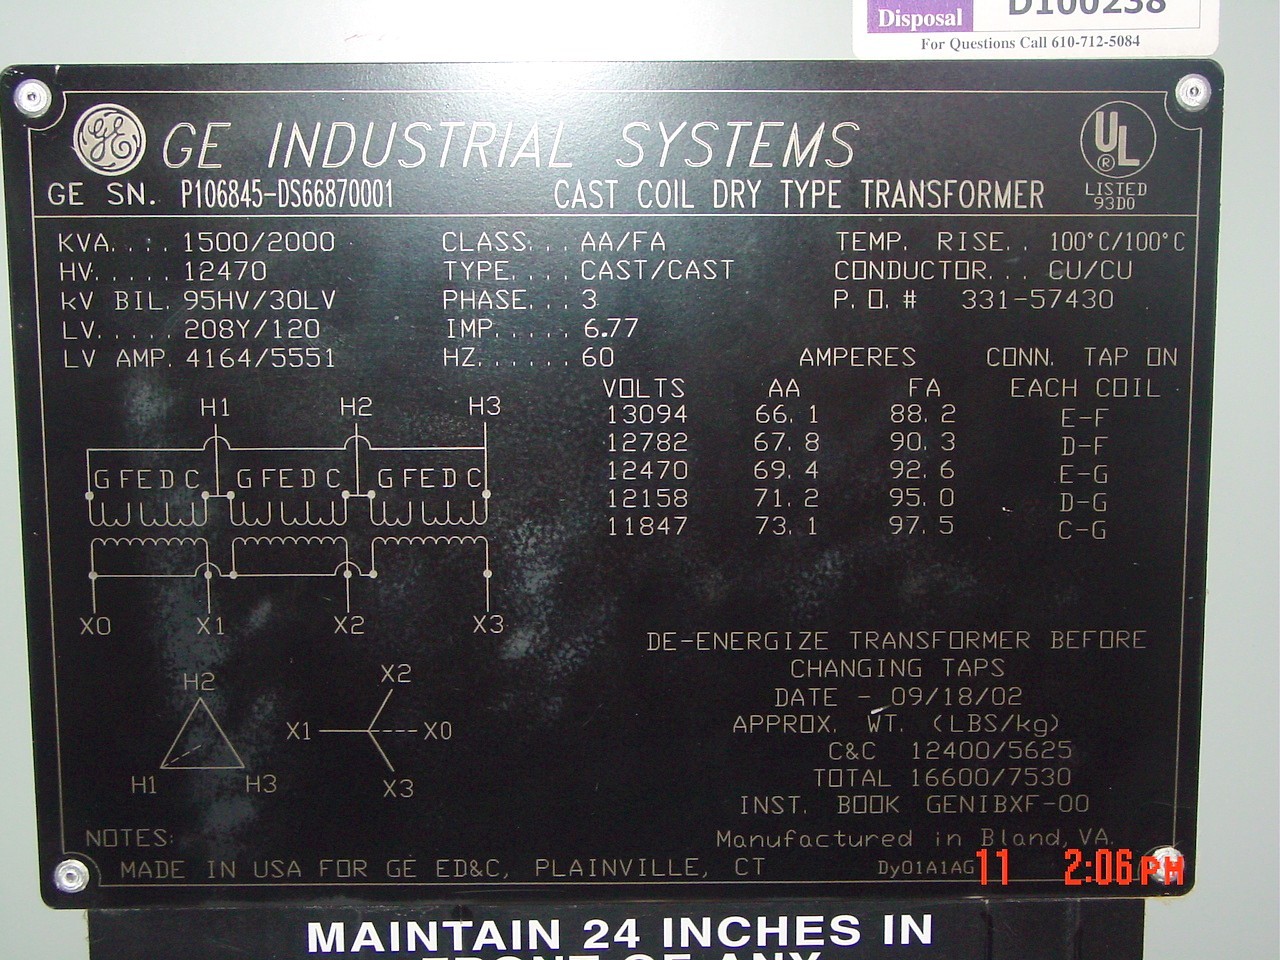 Disposal D100238
For Questions Call 610-712-5084
GE GE INDUSTRIAL SYSTEMS UL ®
GE SN. P106845-DS66870001 CAST COIL DRY TYPE TRANSFORMER LISTED
93D0
KVA.... 1500/2000 CLASS... AA/FA TEMP. RISE.. 100°C/100°C
HV..... 12470 TYPE.... CAST/CAST CONDUCTOR... CU/CU
kV BIL. 95HV/30LV PHASE... 3 P.O.# 331-57430
LV..... 208Y/120 IMP..... 6.77
LV AMP. 4164/5551 HZ...... 60 AMPERES CONN. TAP ON
VOLTS AA FA EACH COIL
13094 66.1 88.2 E-F
12782 67.8 90.3 D-F
12470 69.4 92.6 E-G
12158 71.2 95.0 D-G
11847 73.1 97.5 C-G
H1 H2 H3
G F E D C G F E D C G F E D C
X0 X1 X2 X3
H2 X2
X1 X0
H1 H3 X3
DE-ENERGIZE TRANSFORMER BEFORE
CHANGING TAPS
DATE - 09/18/02
APPROX. WT. (LBS/kg)
C&C 12400/5625
TOTAL 16600/7530
INST. BOOK GENIBXF-00
NOTES: Manufactured in Bland, VA.
MADE IN USA FOR GE ED&C, PLAINVILLE, CT Dy01A1AG
11 2:06PM
MAINTAIN 24 INCHES IN
FRONT OF ANY